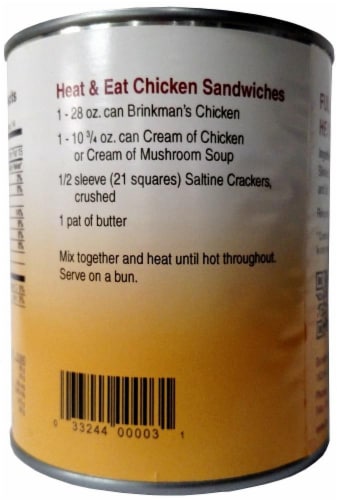 Heat & Eat Chicken Sandwiches
1 - 28 oz. can Brinkman's Chicken
1 - 10 ¾ oz. can Cream of Chicken
or Cream of Mushroom Soup
1/2 sleeve (21 squares) Saltine Crackers,
crushed
1 pat of butter
Mix together and heat until hot throughout.
Serve on a bun.
0 33244 00003 1